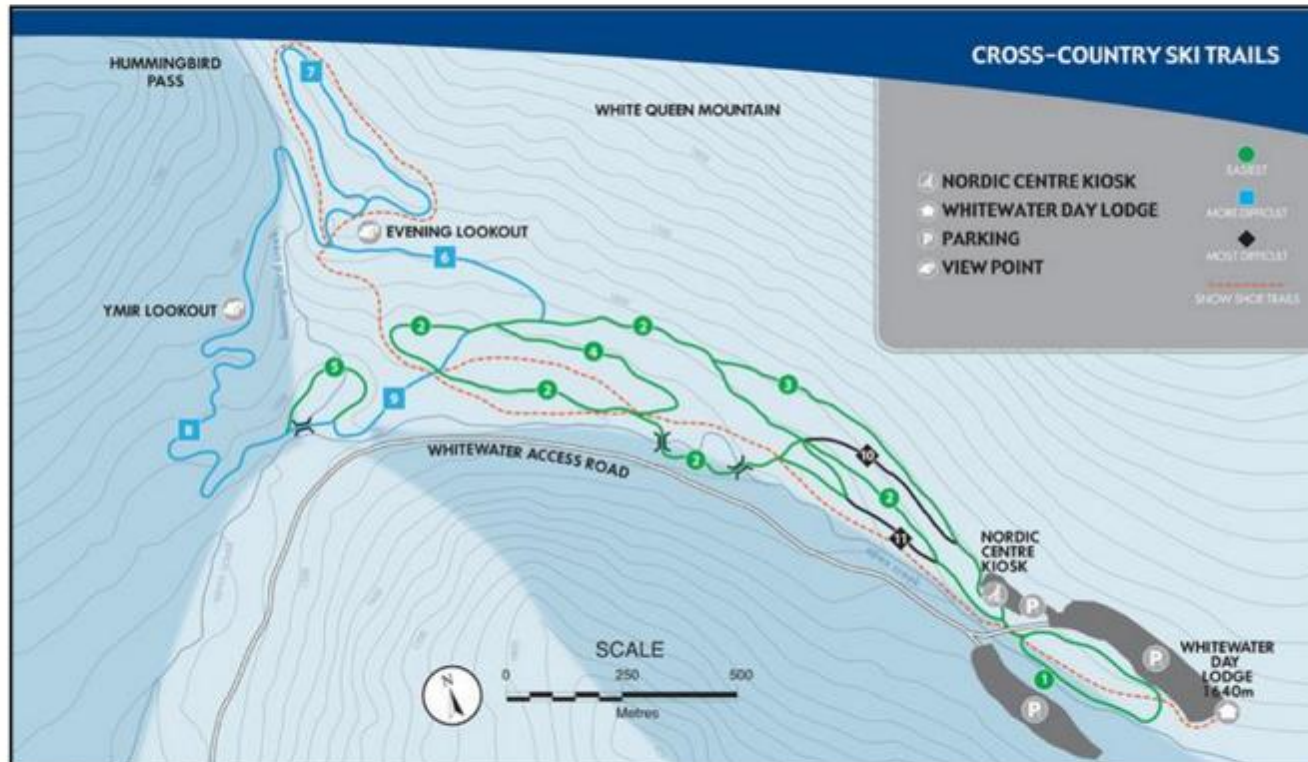 CROSS-COUNTRY SKI TRAILS
HUMMINGBIRD
PASS
7
WHITE QUEEN MOUNTAIN
NORDIC CENTRE KIOSK
WHITEWATER DAY LODGE
P PARKING
VIEW POINT
EASIEST
MORE DIFFICULT
MOST DIFFICULT
SNOW SHOE TRAILS
EVENING LOOKOUT
6
YMIR LOOKOUT
2
2
4
3
5
2
9
8
WHITEWATER ACCESS ROAD
2
10
2
11
NORDIC
CENTRE
KIOSK
P
P
WHITEWATER
DAY
LODGE
1640m
1
P
N
SCALE
0 250 500
Metres